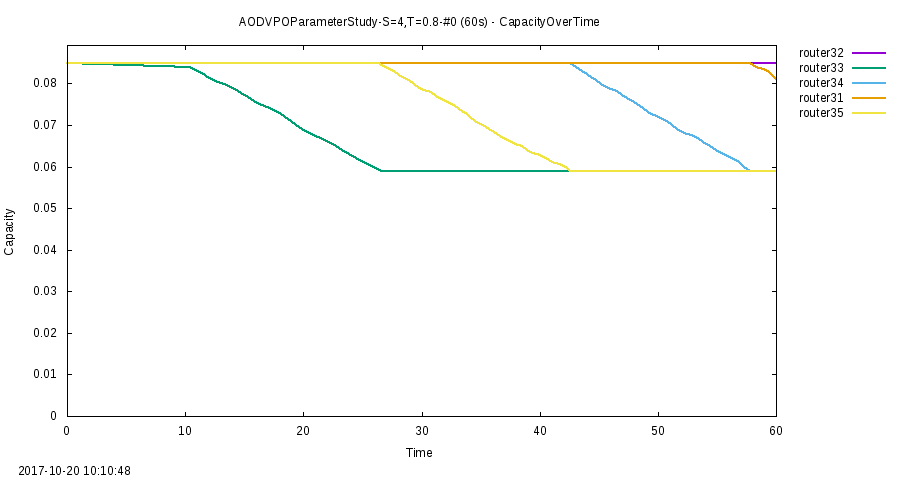 AODVPOParameterStudy-S=4,T=0.8-#0 (60s) - CapacityOverTime
router32
router33
router34
router31
router35
0.08
0.07
0.06
0.05
0.04
0.03
0.02
0.01
0
Capacity
0 10 20 30 40 50 60
Time
2017-10-20 10:10:48